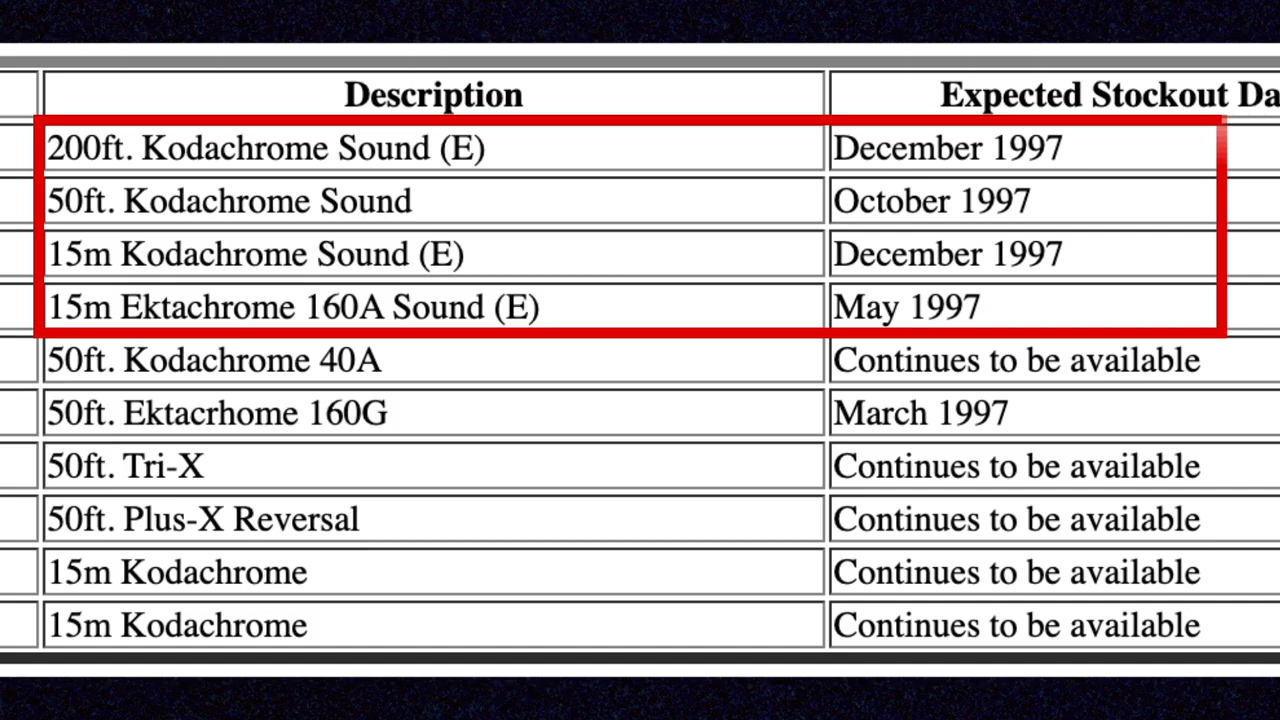 Description Expected Stockout Da
200ft. Kodachrome Sound (E) December 1997
50ft. Kodachrome Sound October 1997
15m Kodachrome Sound (E) December 1997
15m Ektachrome 160A Sound (E) May 1997
50ft. Kodachrome 40A Continues to be available
50ft. Ektacrhome 160G March 1997
50ft. Tri-X Continues to be available
50ft. Plus-X Reversal Continues to be available
15m Kodachrome Continues to be available
15m Kodachrome Continues to be available